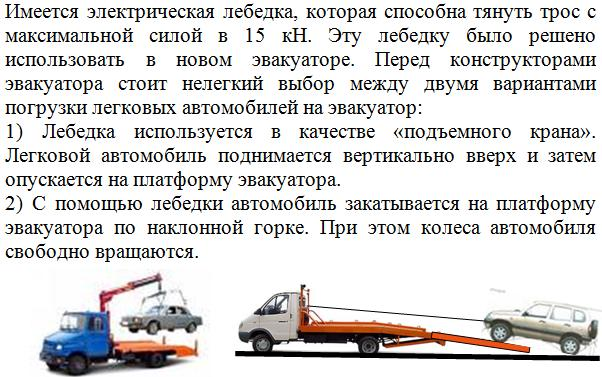 Имеется электрическая лебедка, которая способна тянуть трос с
максимальной силой в 15 кН. Эту лебедку было решено
использовать в новом эвакуаторе. Перед конструкторами
эвакуатора стоит нелегкий выбор между двумя вариантами
погрузки легковых автомобилей на эвакуатор:
1) Лебедка используется в качестве «подъемного крана».
Легковой автомобиль поднимается вертикально вверх и затем
опускается на платформу эвакуатора.
2) С помощью лебедки автомобиль закатывается на платформу
эвакуатора по наклонной горке. При этом колеса автомобиля
свободно вращаются.